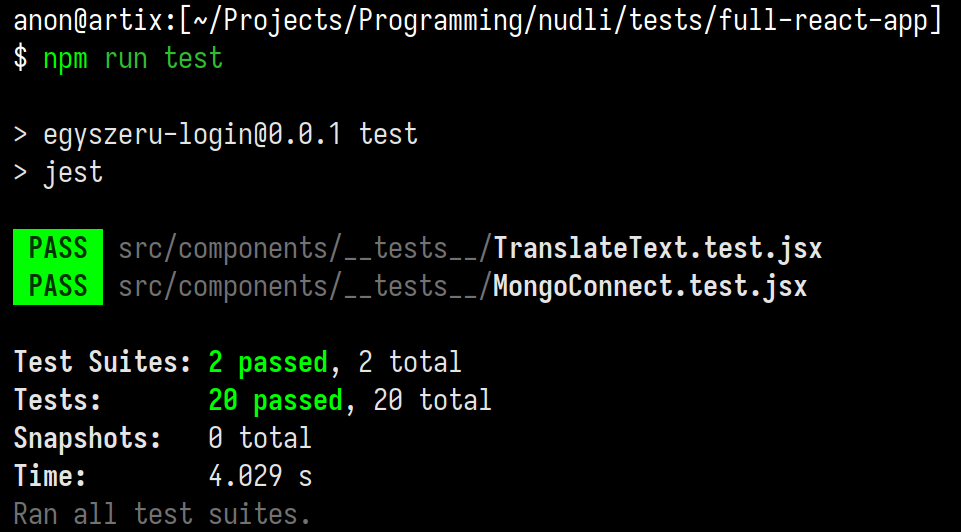 anon@artix:[~/Projects/Programming/nudli/tests/full-react-app]
$ npm run test
> egyszeru-login@0.0.1 test
> jest
PASS src/components/__tests__/TranslateText.test.jsx
PASS src/components/__tests__/MongoConnect.test.jsx
Test Suites: 2 passed, 2 total
Tests: 20 passed, 20 total
Snapshots: 0 total
Time: 4.029 s
Ran all test suites.